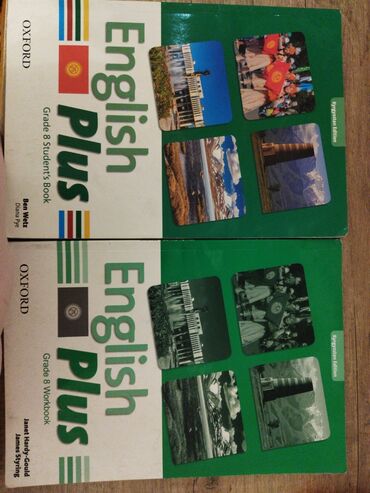 OXFORD
English
Plus
Grade 8 Student's Book
Ben Wetz
Diana Pye
Kyrgyzstan Edition
OXFORD
English
Plus
Grade 8 Workbook
Janet Hardy-Gould
James Styring
Kyrgyzstan Edition